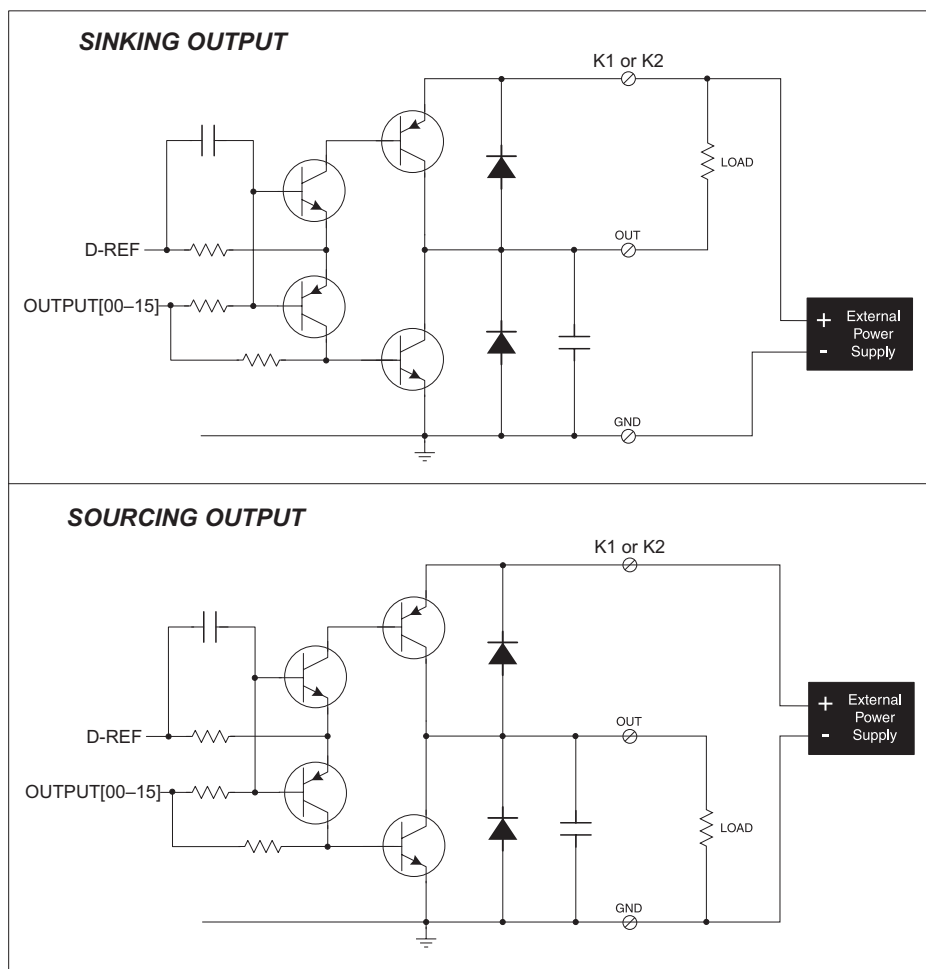 SINKING OUTPUT
K1 or K2
LOAD
D-REF
OUT
OUTPUT[00–15]
+ External
Power
- Supply
GND
SOURCING OUTPUT
K1 or K2
+ External
Power
- Supply
OUT
D-REF
OUTPUT[00–15]
LOAD
GND